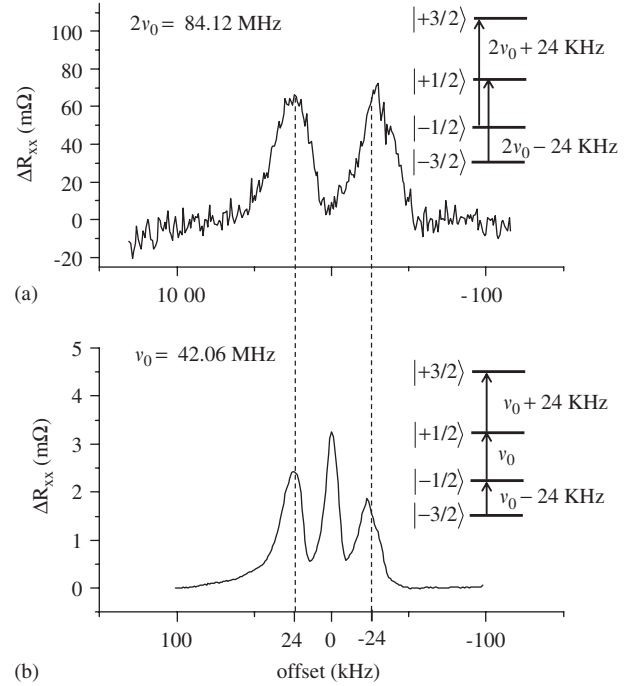 2ν₀ = 84.12 MHz
ΔRₓₓ (mΩ)
100
80
60
40
20
0
-20
|+3/2⟩
2ν₀ + 24 KHz
|+1/2⟩
|-1/2⟩
2ν₀ – 24 KHz
|-3/2⟩
(a)
10 00
-100
ν₀ = 42.06 MHz
ΔRₓₓ (mΩ)
5
4
3
2
1
0
|+3/2⟩
ν₀ + 24 KHz
|+1/2⟩
ν₀
|-1/2⟩
ν₀ – 24 KHz
|-3/2⟩
100
24
0
-24
-100
(b)
offset (kHz)